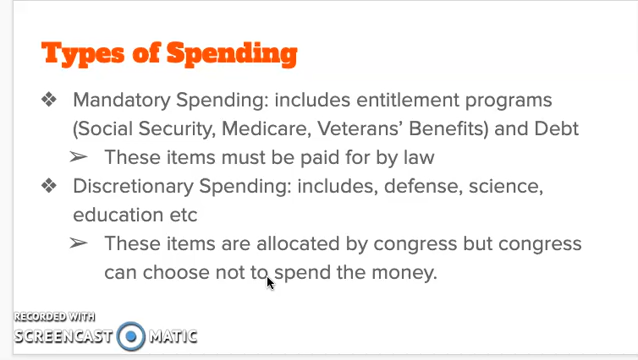 Types of Spending
❖ Mandatory Spending: includes entitlement programs
(Social Security, Medicare, Veterans’ Benefits) and Debt
➢ These items must be paid for by law
❖ Discretionary Spending: includes, defense, science,
education etc
➢ These items are allocated by congress but congress
can choose not to spend the money.
RECORDED WITH
SCREENCAST MATIC